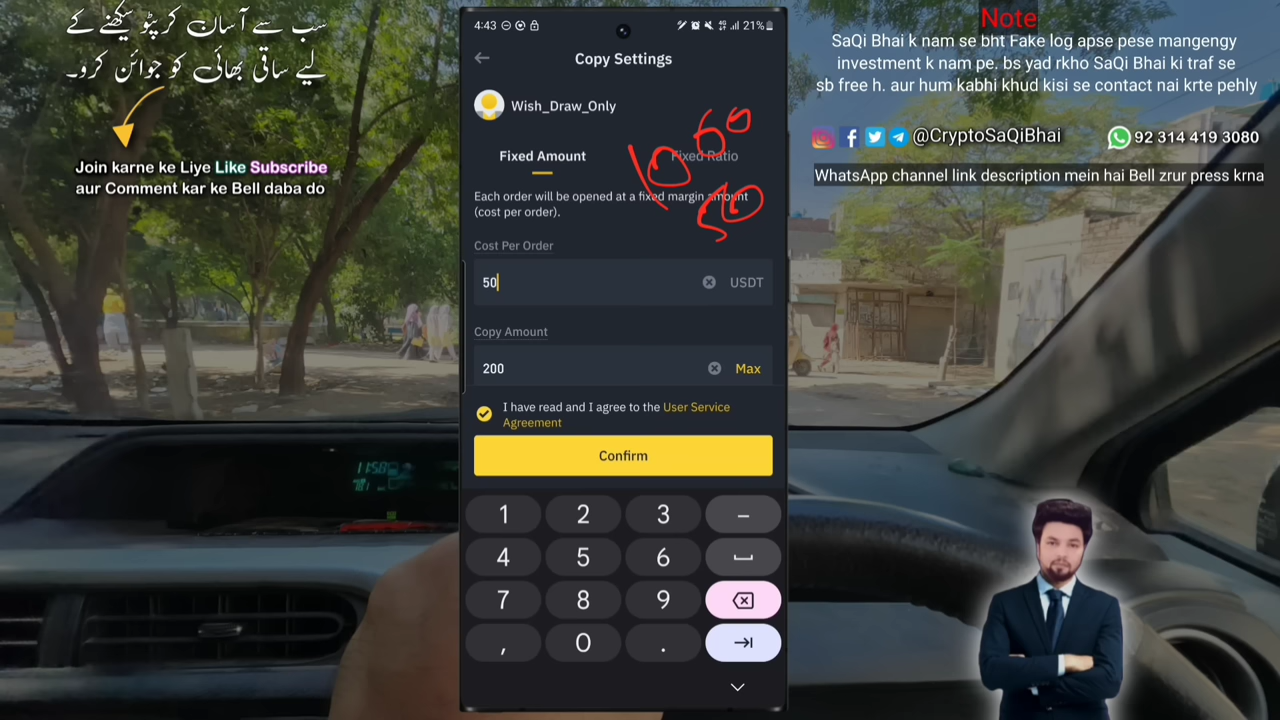 سب سے آسان کرپٹو سیکھنے کے
لیے ساقی بھائی کو جوائن کرو۔
Join karne ke Liye Like Subscribe
aur Comment kar ke Bell daba do
4:43
21%
Copy Settings
Wish_Draw_Only
Fixed Amount
Fixed Ratio
Each order will be opened at a fixed margin amount
(cost per order).
Cost Per Order
50
USDT
Copy Amount
200
Max
I have read and I agree to the User Service
Agreement
Confirm
1 2 3 –
4 5 6
7 8 9
, 0 .
50
Note
SaQi Bhai k nam se bht Fake log apse pese mangengy
investment k nam pe. bs yad rkho SaQi Bhai ki traf se
sb free h. aur hum kabhi khud kisi se contact nai krte pehly
@CryptoSaQiBhai
92 314 419 3080
WhatsApp channel link description mein hai Bell zrur press krna